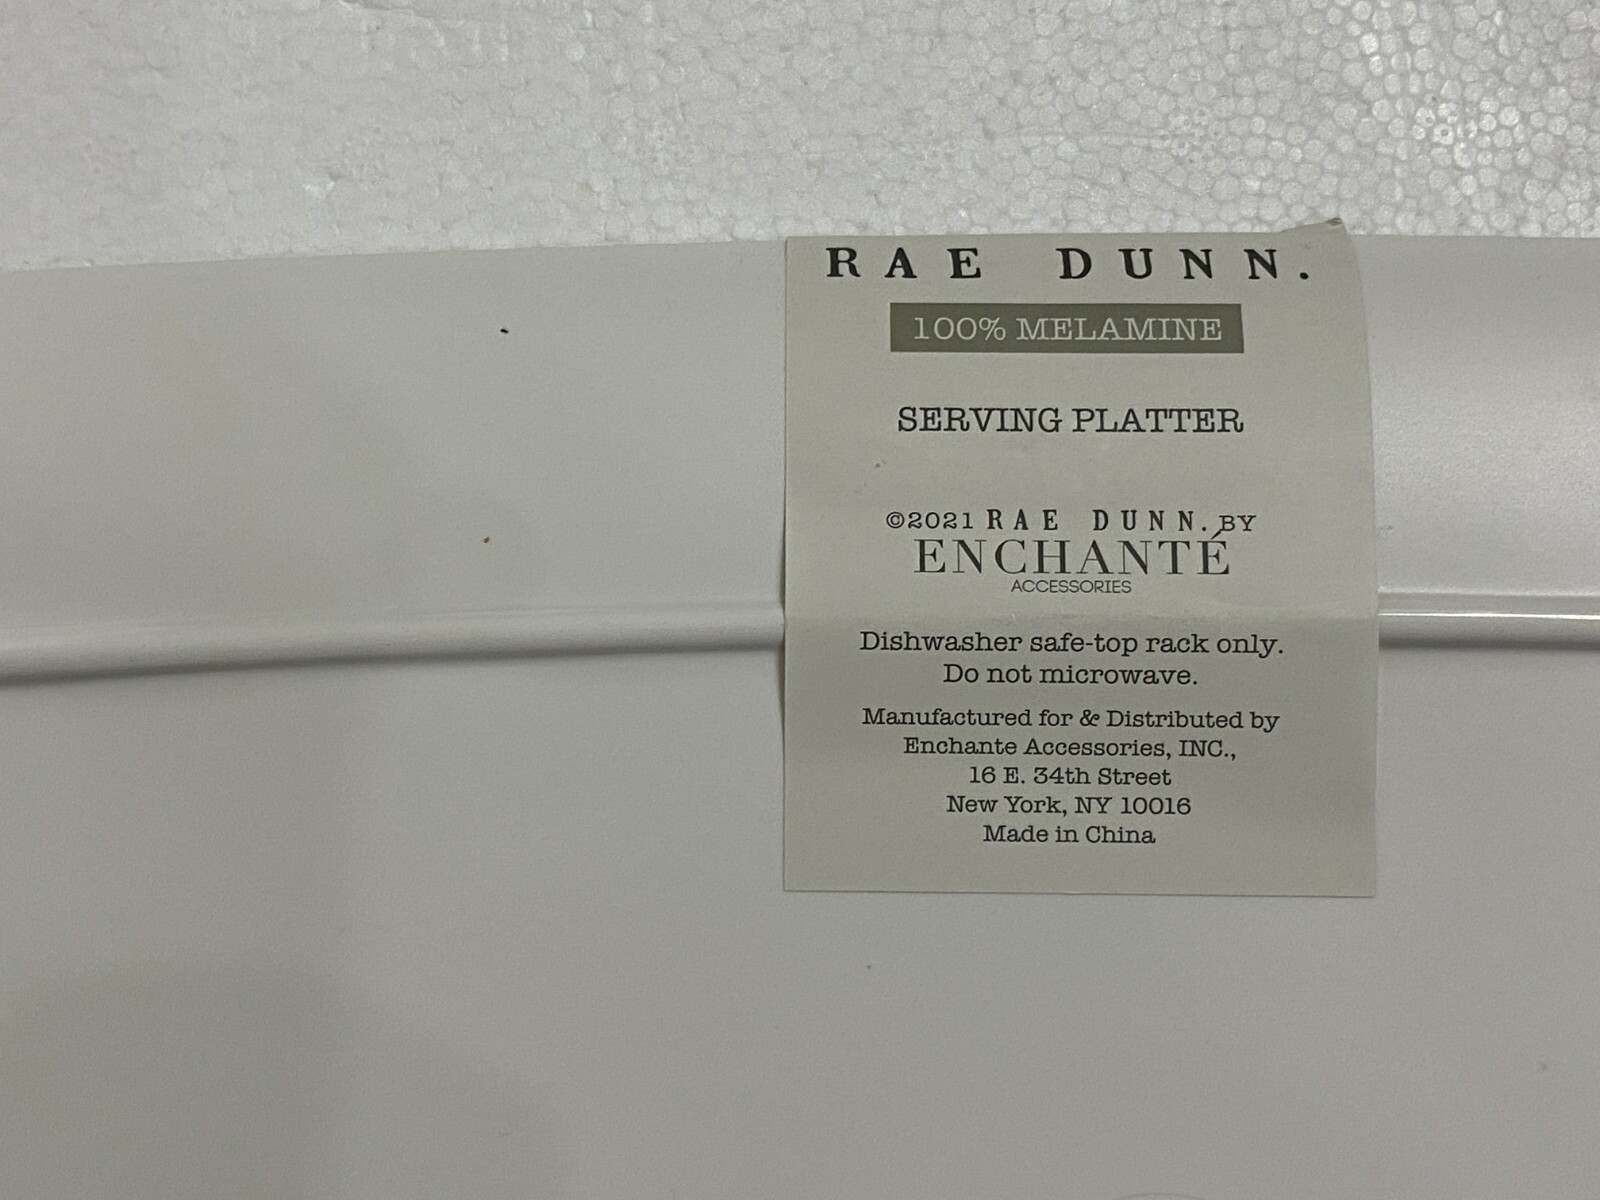 RAE DUNN.
100% MELAMINE
SERVING PLATTER
©2021 RAE DUNN. BY
ENCHANTÉ
ACCESSORIES
Dishwasher safe-top rack only.
Do not microwave.
Manufactured for & Distributed by
Enchante Accessories, INC.,
16 E. 34th Street
New York, NY 10016
Made in China